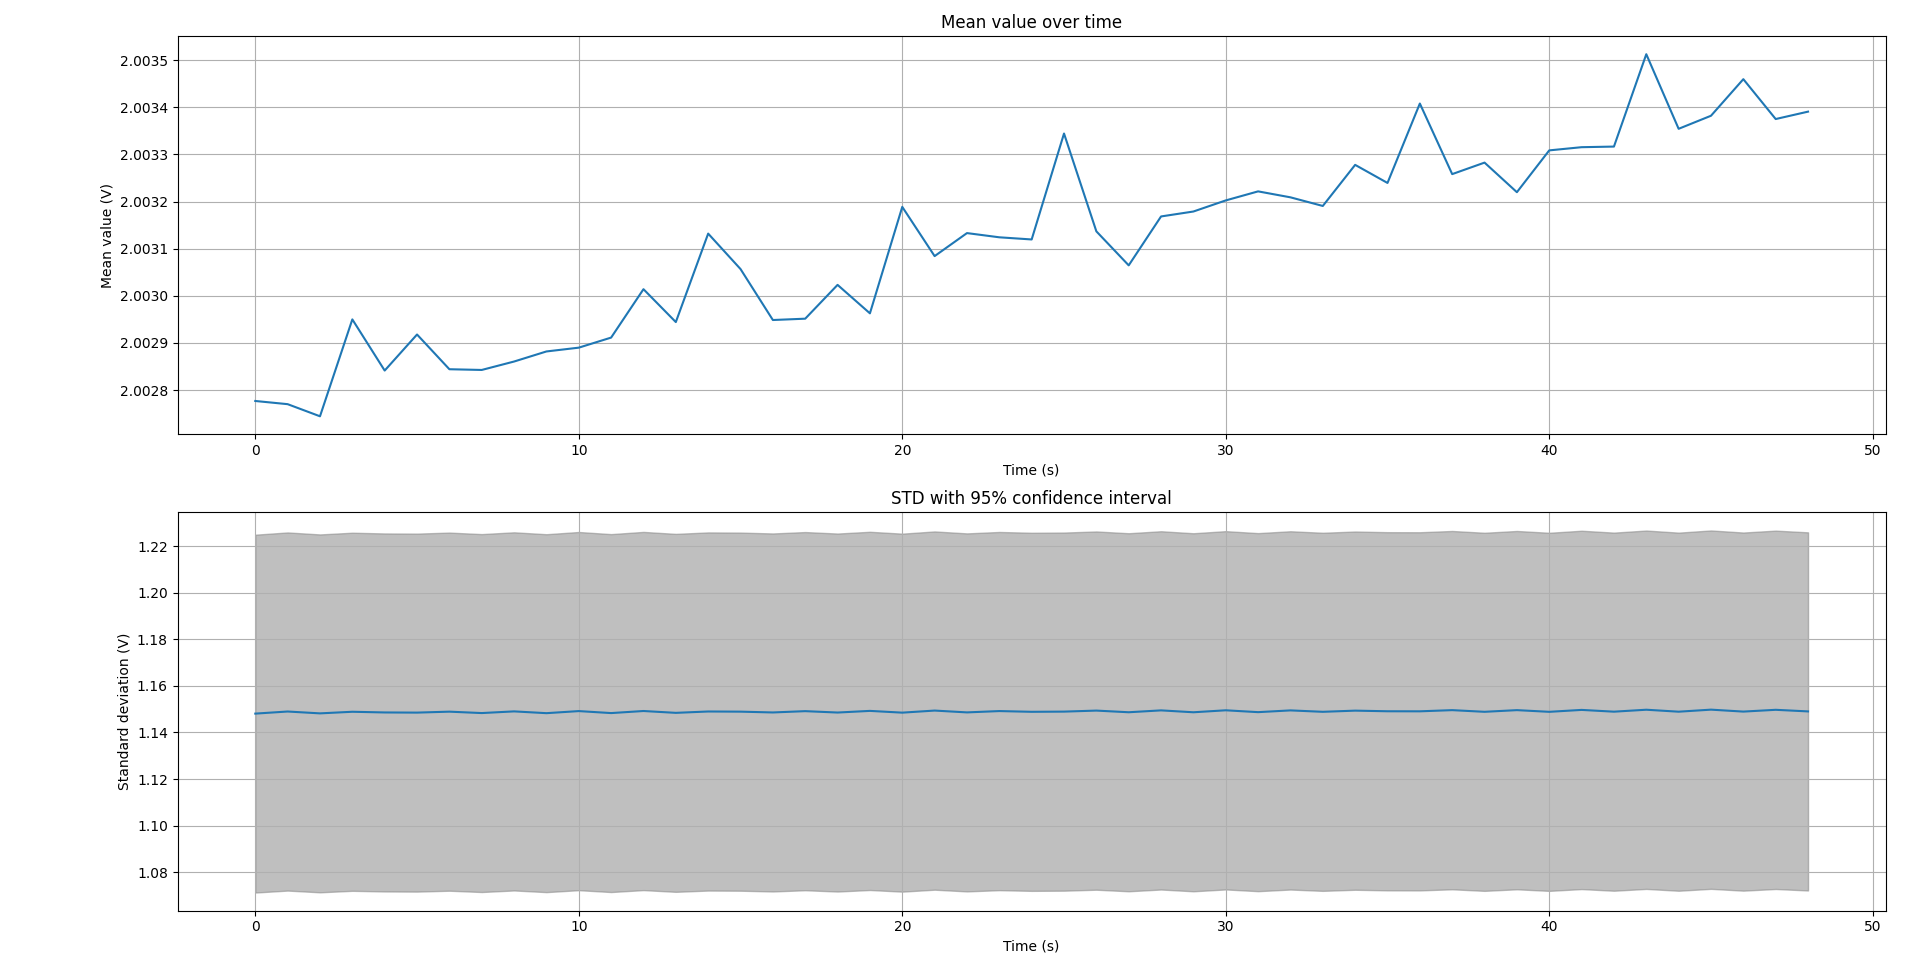 Mean value over time
2.0035
2.0034
2.0033
2.0032
2.0031
2.0030
2.0029
2.0028
Mean value (V)
0 10 20 30 40 50
Time (s)
STD with 95% confidence interval
1.22
1.20
1.18
1.16
1.14
1.12
1.10
1.08
Standard deviation (V)
0 10 20 30 40 50
Time (s)